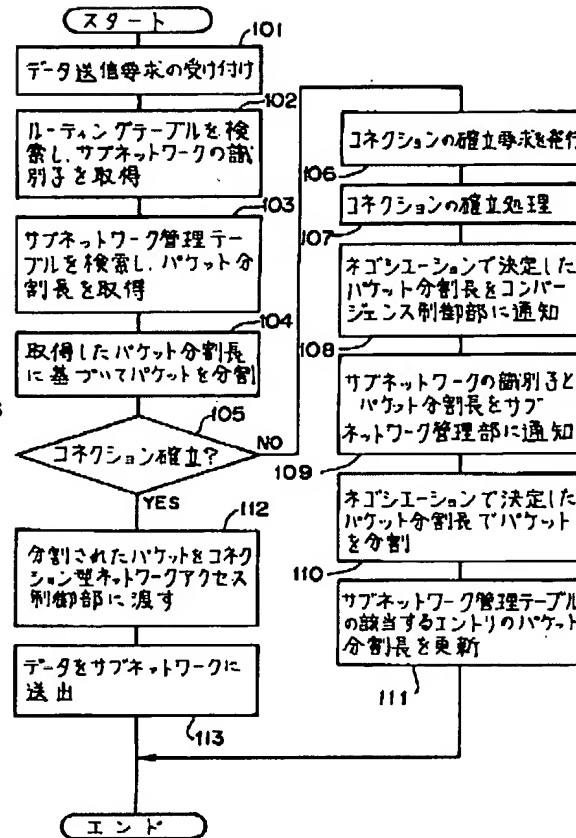 スタート
101
データ送信要求の受け付け
102
ルーティングテーブルを検
索し、サブネットワークの識
別子を取得
103
サブネットワーク管理テー
ブルを検索し、パケット分
割長を取得
104
取得したパケット分割長
に基づいてパケットを分割
105
コネクション確立?
NO
YES
112
分割されたパケットをコネク
ション型ネットワークアクセス
制御部に渡す
データをサブネットワークに
送出
113
エンド
コネクションの確立要求を発行
106
コネクションの確立処理
107
ネゴシエーションで決定した
パケット分割長をコンバー
ジェンス制御部に通知
108
サブネットワークの識別子と
パケット分割長をサブ
ネットワーク管理部に通知
109
ネゴシエーションで決定した
パケット分割長でパケット
を分割
110
サブネットワーク管理テーブル
の該当するエントリのパケット
分割長を更新
111